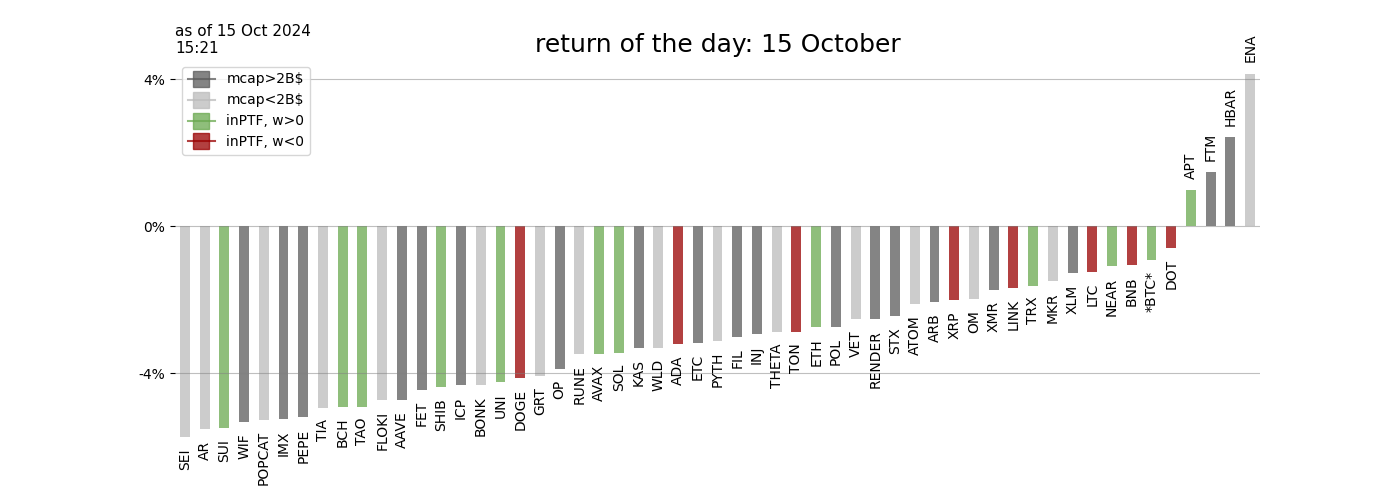 as of 15 Oct 2024
15:21
return of the day: 15 October
mcap>2B$
mcap<2B$
inPTF, w>0
inPTF, w<0
4%
0%
-4%
SEI
AR
SUI
WIF
POPCAT
IMX
PEPE
TIA
BCH
TAO
FLOKI
AAVE
FET
SHIB
ICP
BONK
UNI
DOGE
GRT
OP
RUNE
AVAX
SOL
KAS
WLD
ADA
ETC
PYTH
FIL
INJ
THETA
TON
ETH
POL
VET
RENDER
STX
ATOM
ARB
XRP
OM
XMR
LINK
TRX
MKR
XLM
LTC
NEAR
BNB
*BTC*
DOT
APT
FTM
HBAR
ENA